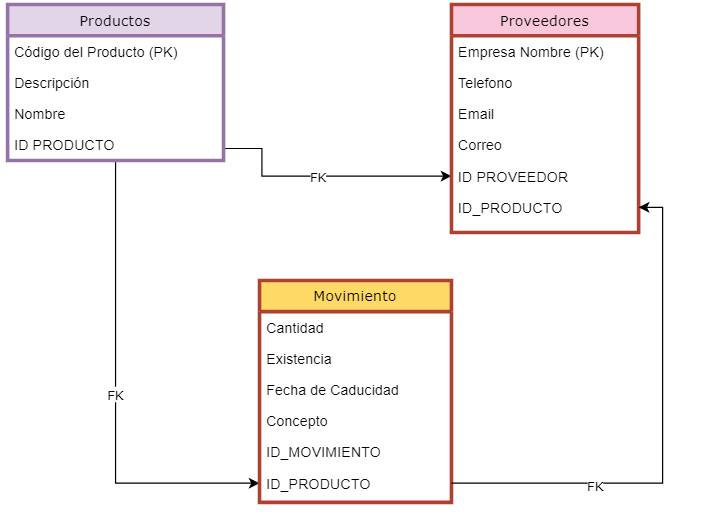 Productos
Código del Producto (PK)
Descripción
Nombre
ID PRODUCTO
Proveedores
Empresa Nombre (PK)
Telefono
Email
Correo
ID PROVEEDOR
ID_PRODUCTO
FK
Movimiento
Cantidad
Existencia
Fecha de Caducidad
Concepto
ID_MOVIMIENTO
ID_PRODUCTO
FK
FK